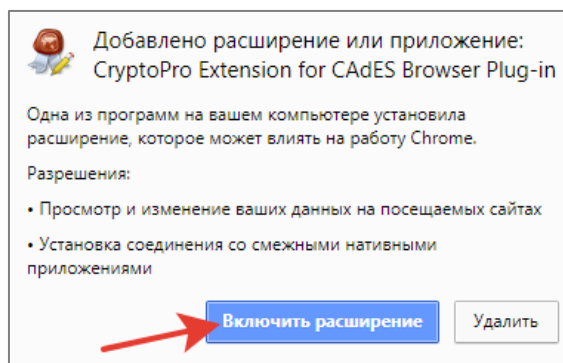 Добавлено расширение или приложение:
CryptoPro Extension for CAdES Browser Plug-in
Одна из программ на вашем компьютере установила
расширение, которое может влиять на работу Chrome.
Разрешения:
• Просмотр и изменение ваших данных на посещаемых сайтах
• Установка соединения со смежными нативными
приложениями
Включить расширение
Удалить